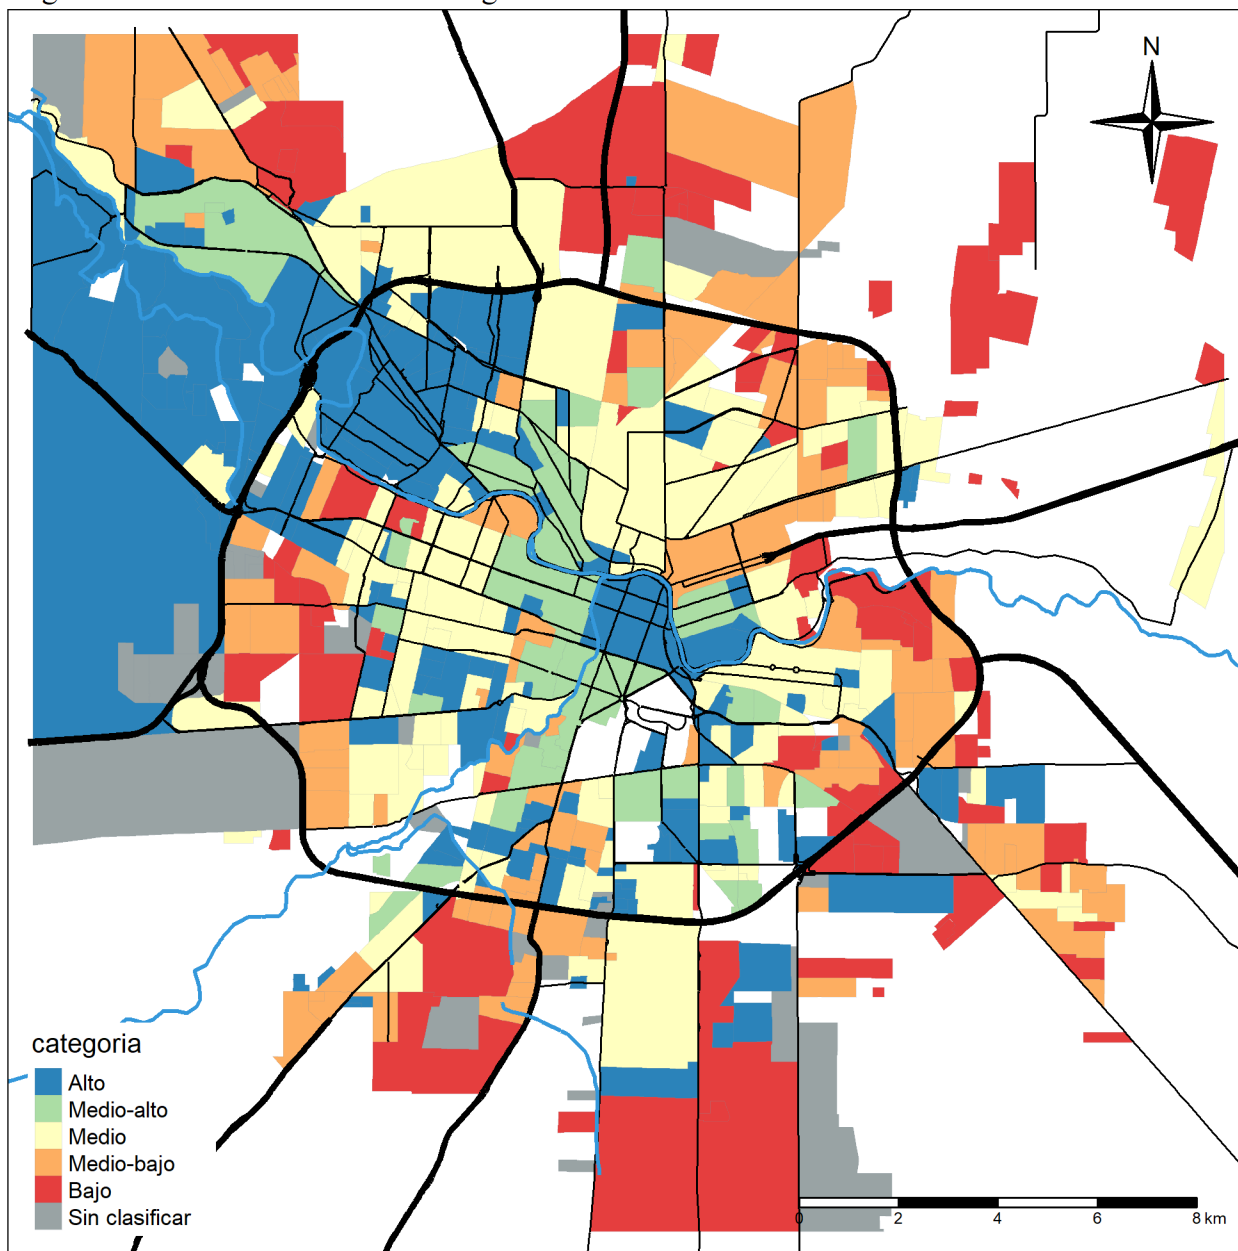 N
categoria
Alto
Medio-alto
Medio
Medio-bajo
Bajo
Sin clasificar
0 2 4 6 8 km